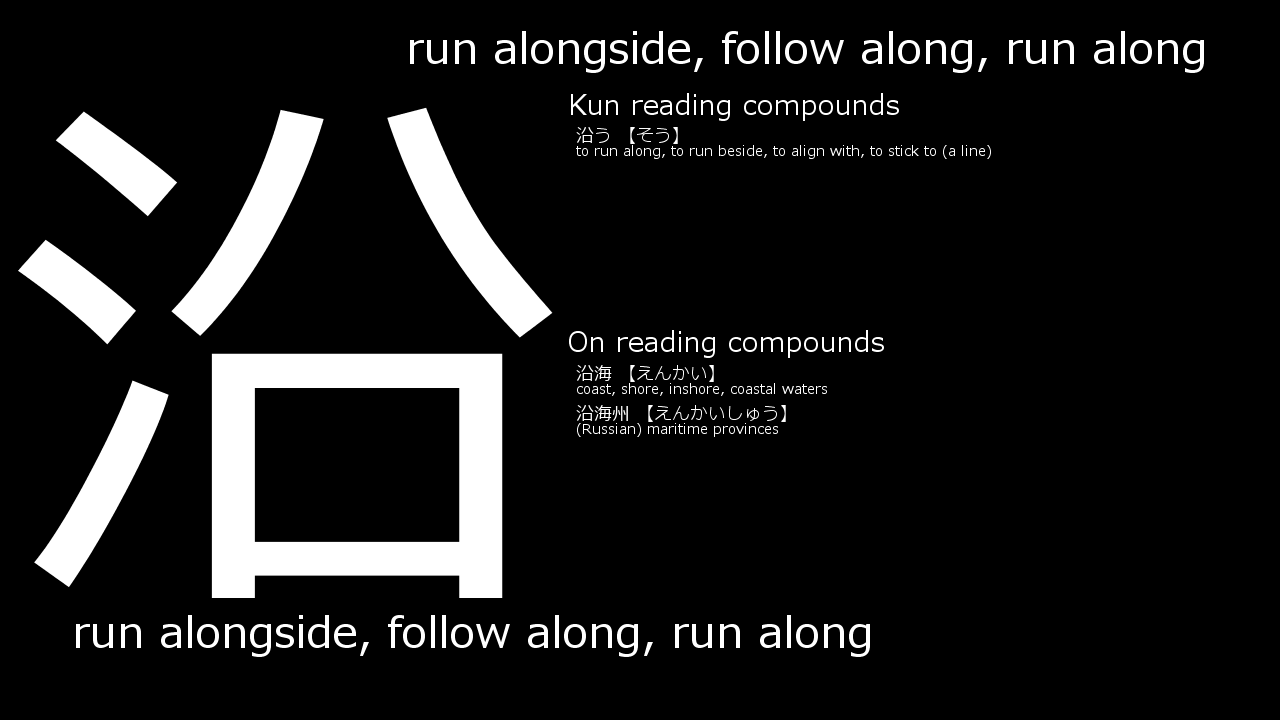 run alongside, follow along, run along
沿
Kun reading compounds
沿う 【そう】
to run along, to run beside, to align with, to stick to (a line)
On reading compounds
沿海 【えんかい】
coast, shore, inshore, coastal waters
沿海州 【えんかいしゅう】
(Russian) maritime provinces
run alongside, follow along, run along